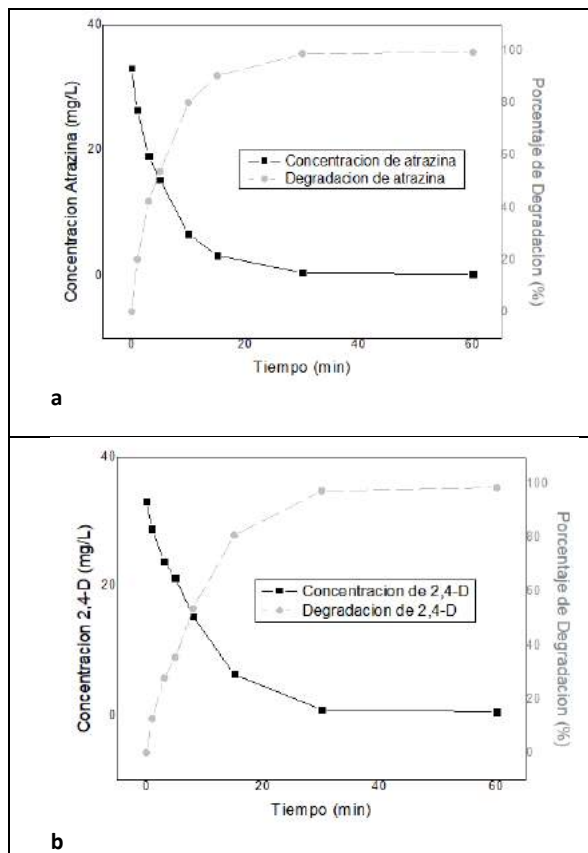 40
100
80
60
40
20
0
Concentracion Atrazina (mg/L)
20
0
Concentracion de atrazina
Degradacion de atrazina
Porcentaje de Degradacion (%)
0
20
40
60
Tiempo (min)
a
40
100
80
60
40
20
0
Concentracion 2,4-D (mg/L)
20
0
Concentracion de 2,4-D
Degradacion de 2,4-D
Porcentaje de Degradacion (%)
0
20
40
60
Tiempo (min)
b